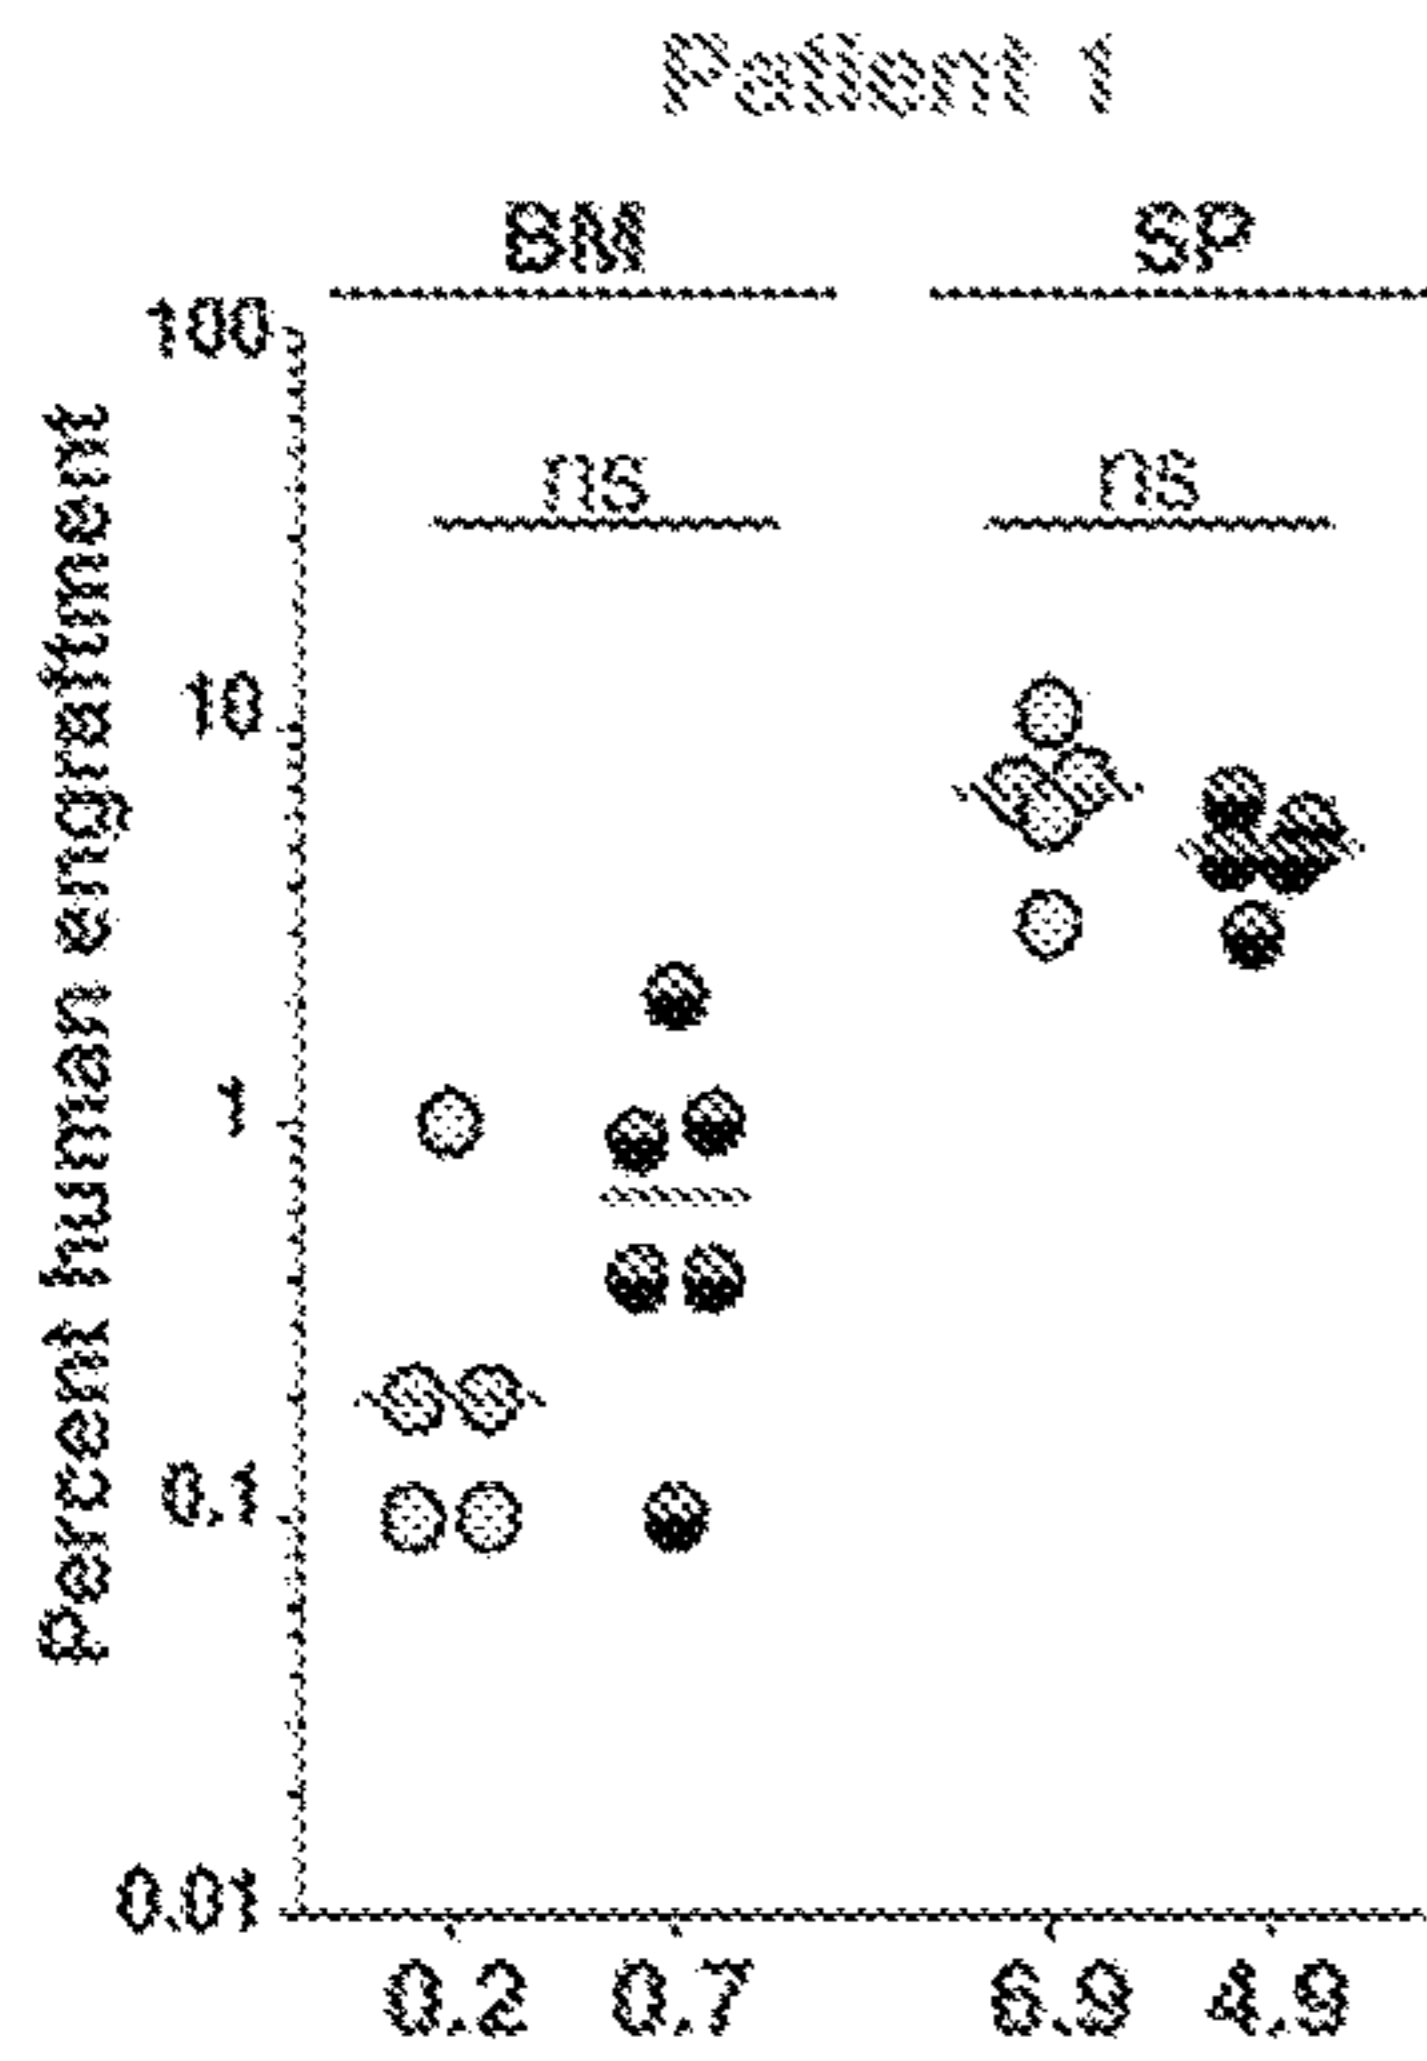 Patient 1
BM SP
100
ns ns
10
1
0.1
0.01
Percent human engraftment
0.2 0.7 6.9 4.9